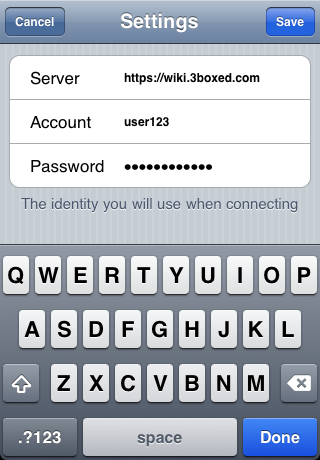 Cancel Settings Save
Server https://wiki.3boxed.com
Account user123
Password ••••••••••••
The identity you will use when connecting
Q W E R T Y U I O P
A S D F G H J K L
Z X C V B N M
.?123 space Done